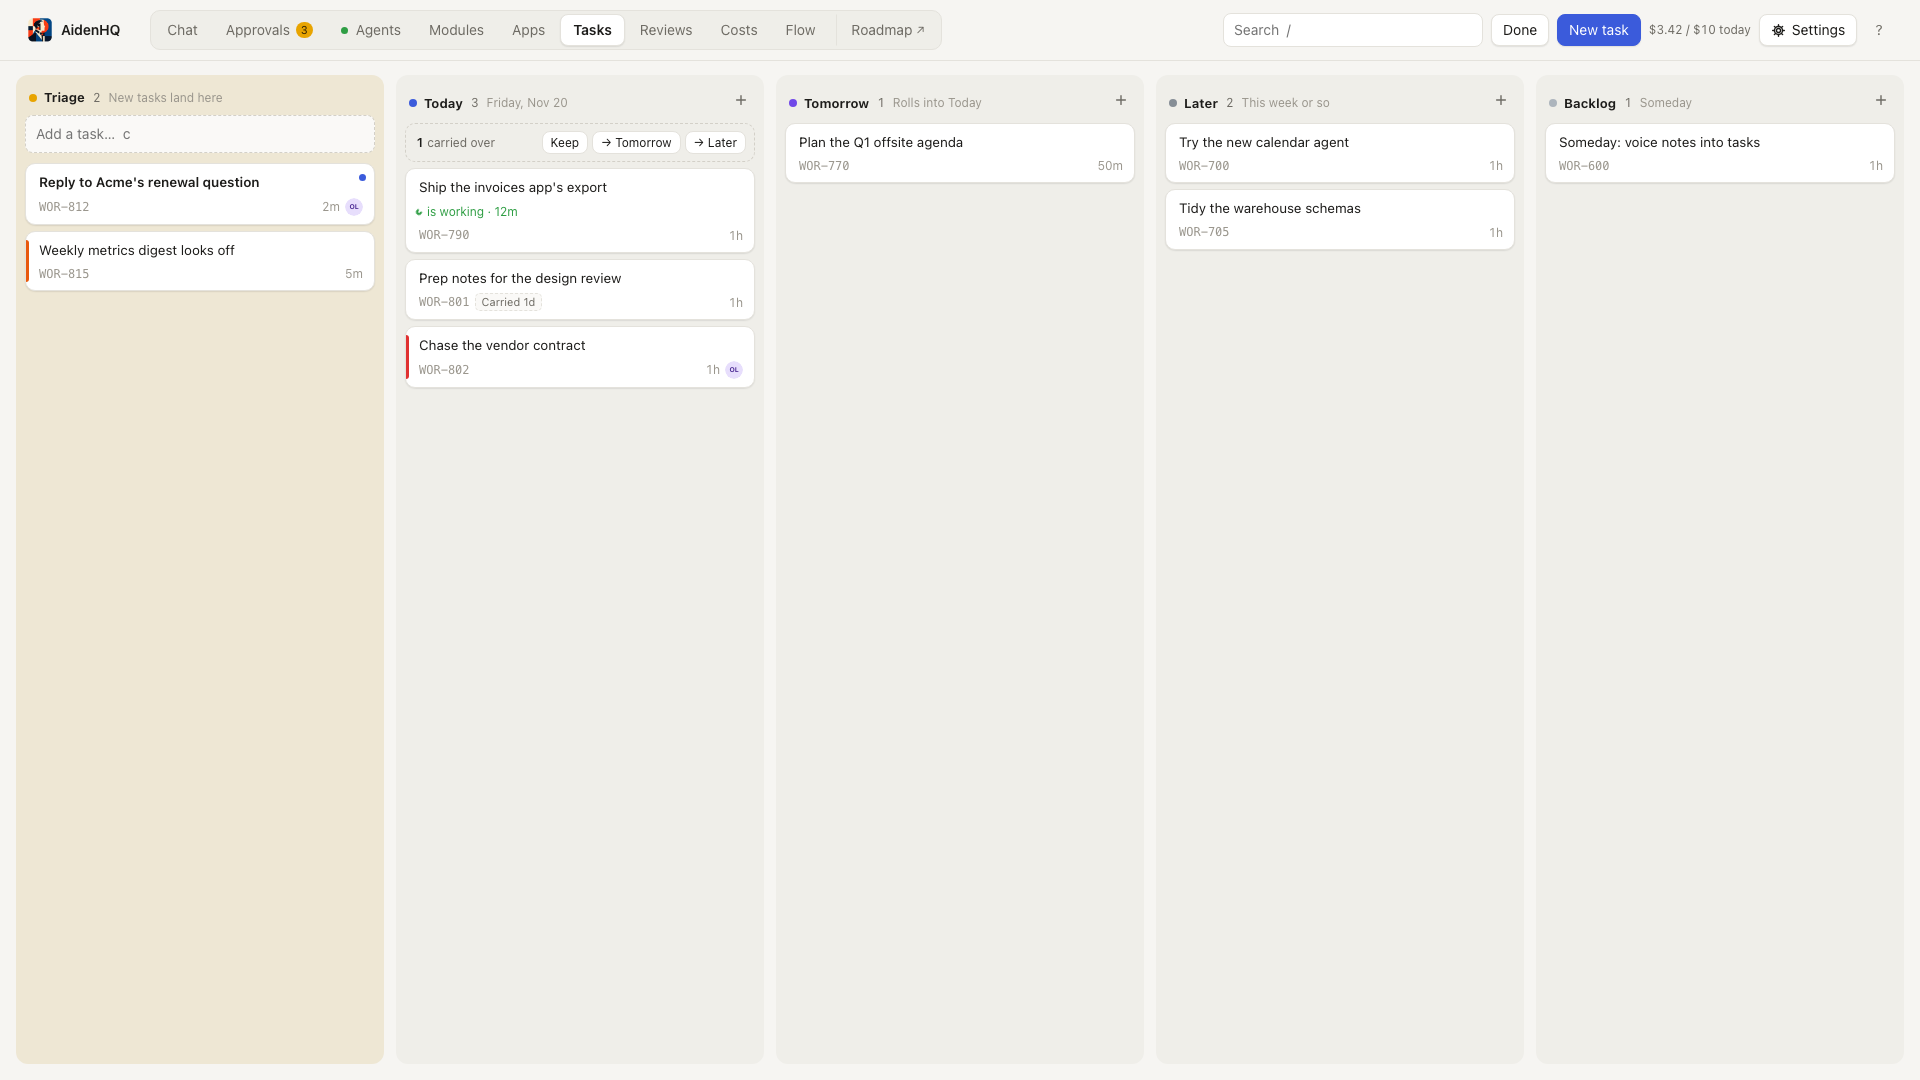 AidenHQ
Chat
Approvals 3
Agents
Modules
Apps
Tasks
Reviews
Costs
Flow
Roadmap ↗
Search /
Done
New task
$3.42 / $10 today
Settings
?
Triage 2 New tasks land here
Add a task... c
Reply to Acme's renewal question
WOR-812 2m OL
Weekly metrics digest looks off
WOR-815 5m
Today 3 Friday, Nov 20 +
1 carried over Keep → Tomorrow → Later
Ship the invoices app's export
is working · 12m
WOR-790 1h
Prep notes for the design review
WOR-801 Carried 1d 1h
Chase the vendor contract
WOR-802 1h OL
Tomorrow 1 Rolls into Today +
Plan the Q1 offsite agenda
WOR-770 50m
Later 2 This week or so +
Try the new calendar agent
WOR-700 1h
Tidy the warehouse schemas
WOR-705 1h
Backlog 1 Someday +
Someday: voice notes into tasks
WOR-600 1h